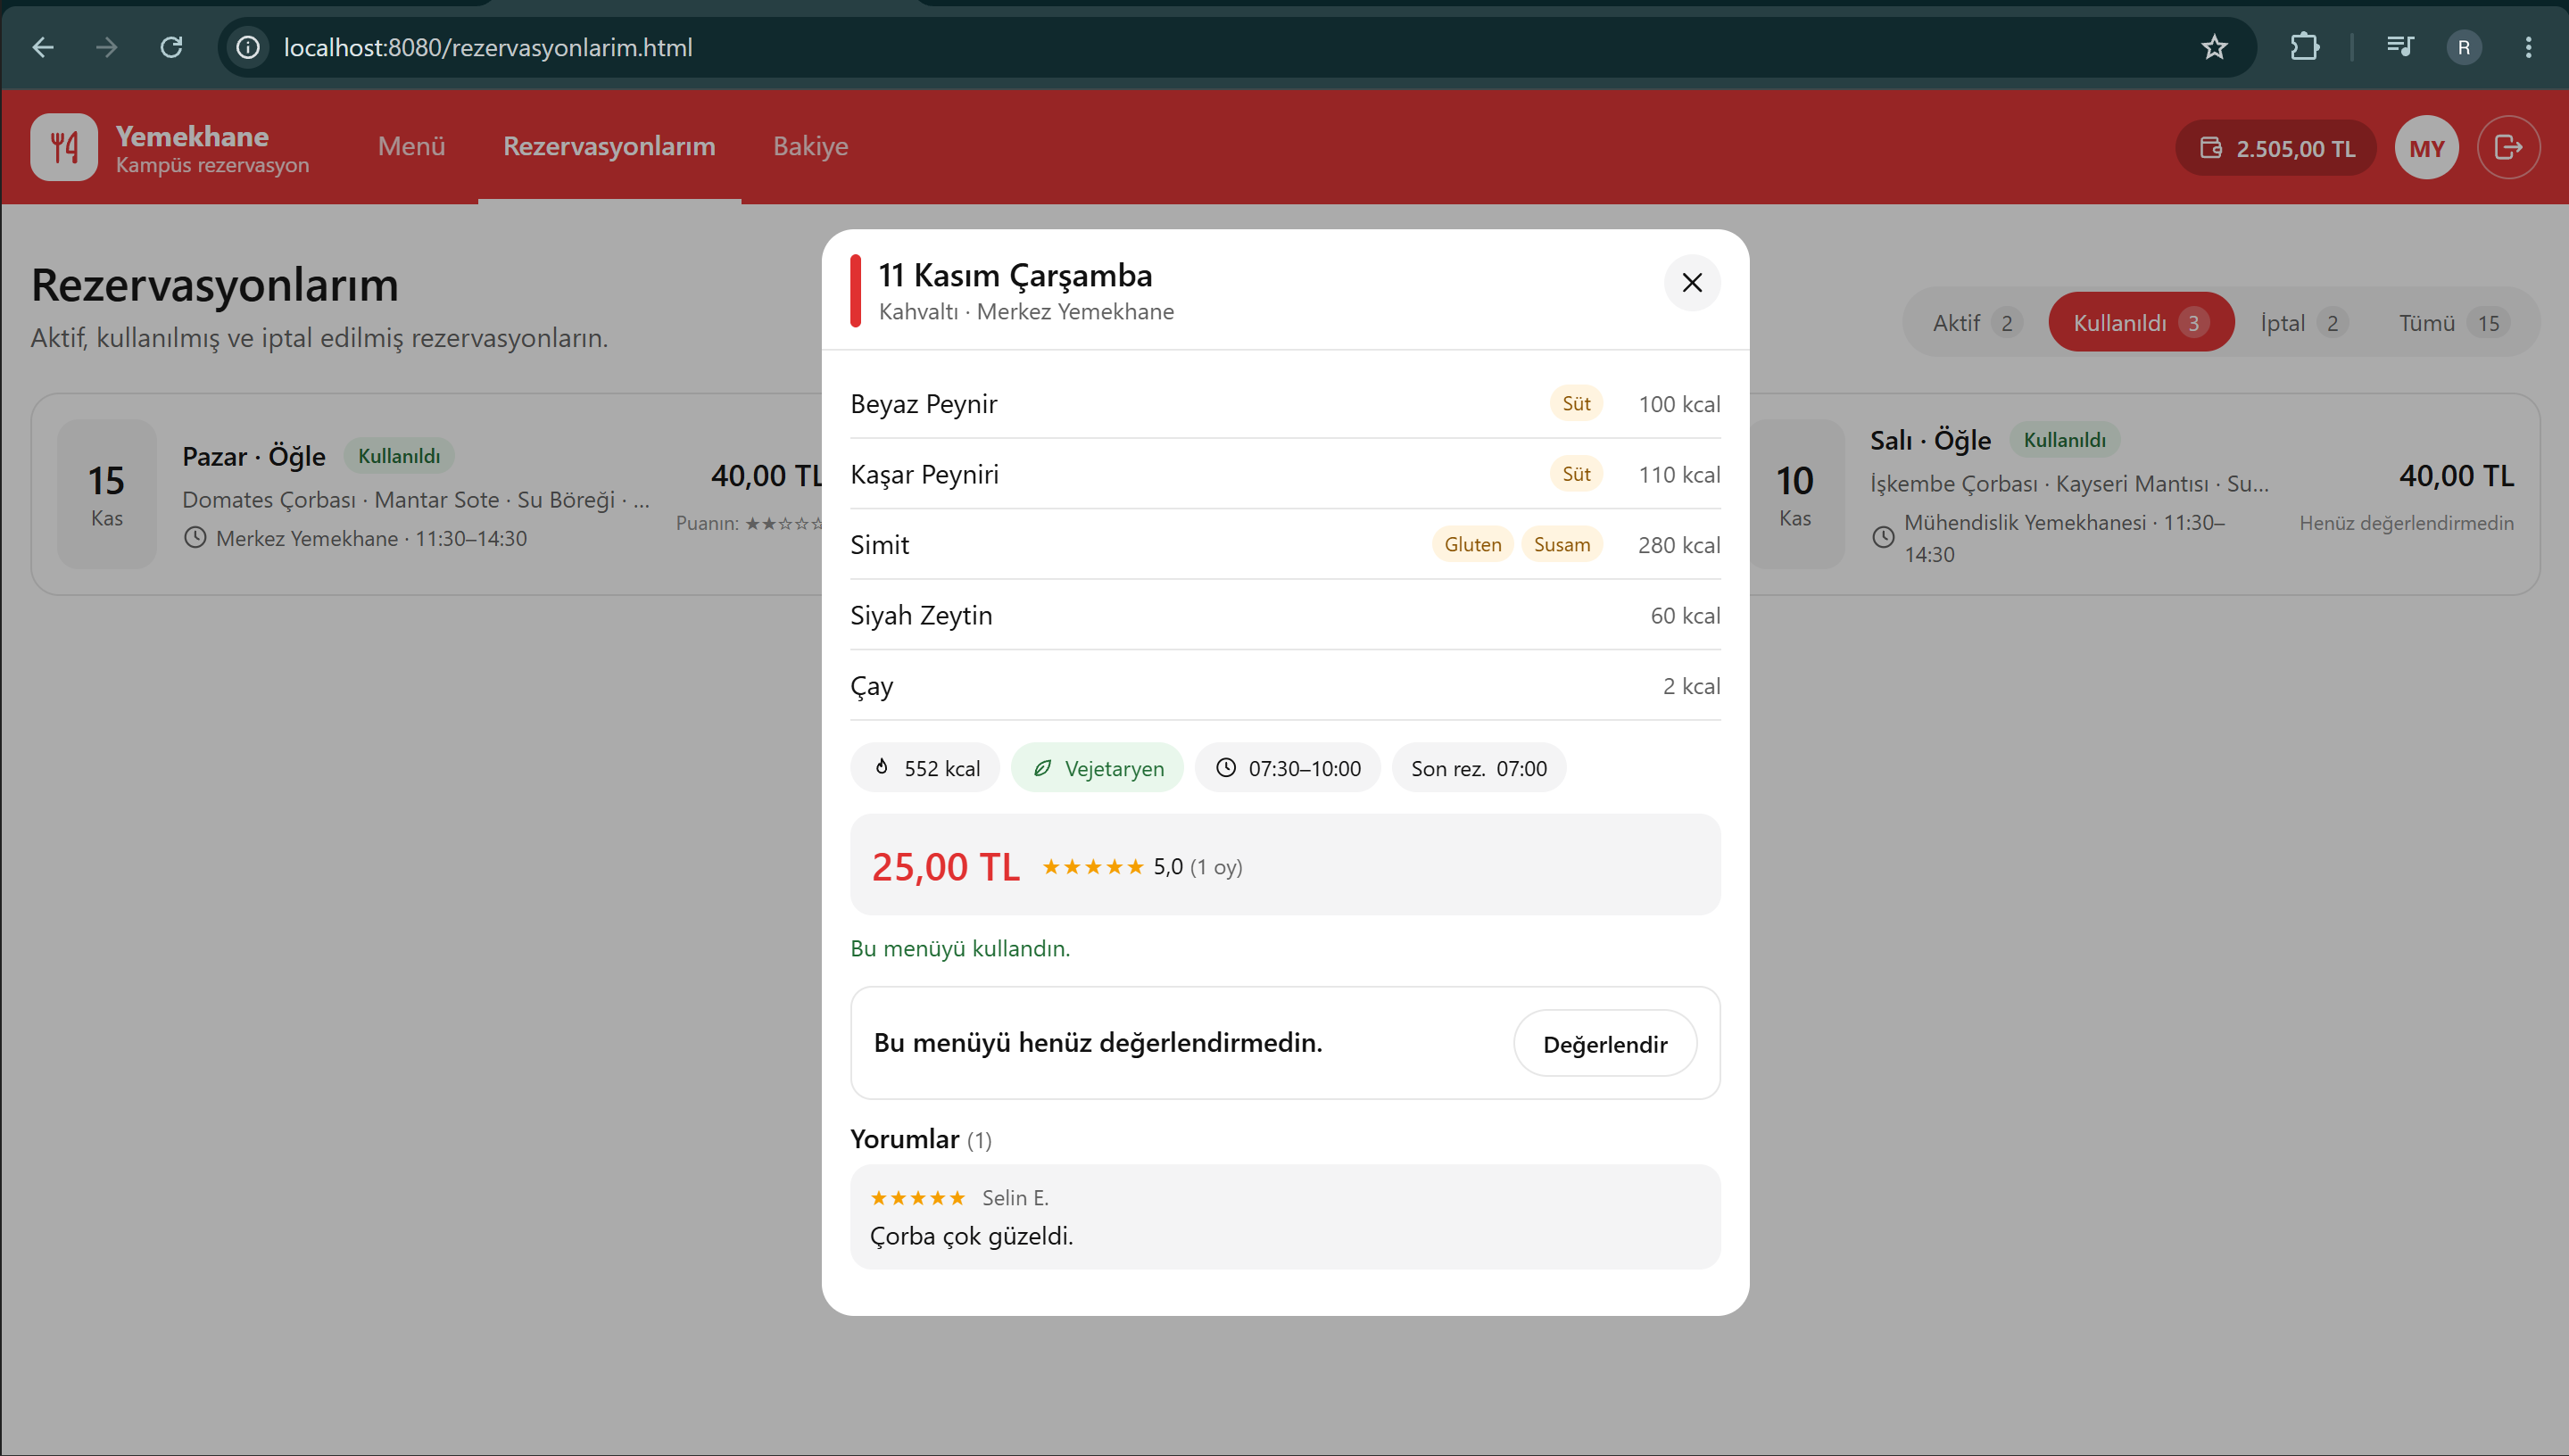 localhost:8080/rezervasyonlarim.html
R
Yemekhane
Kampüs rezervasyon
Menü
Rezervasyonlarım
Bakiye
2.505,00 TL
MY
Rezervasyonlarım
Aktif, kullanılmış ve iptal edilmiş rezervasyonların.
Aktif 2
Kullanıldı 3
İptal 2
Tümü 15
15
Kas
Pazar · Öğle Kullanıldı
Domates Çorbası · Mantar Sote · Su Böreği · ...
Merkez Yemekhane · 11:30–14:30
40,00 TL
Puanın: ★★☆☆☆
11 Kasım Çarşamba
Kahvaltı · Merkez Yemekhane
Beyaz Peynir Süt 100 kcal
Kaşar Peyniri Süt 110 kcal
Simit Gluten Susam 280 kcal
Siyah Zeytin 60 kcal
Çay 2 kcal
552 kcal
Vejetaryen
07:30–10:00
Son rez. 07:00
25,00 TL ★★★★★ 5,0 (1 oy)
Bu menüyü kullandın.
Bu menüyü henüz değerlendirmedin.
Değerlendir
Yorumlar (1)
★★★★★ Selin E.
Çorba çok güzeldi.
10
Kas
Salı · Öğle Kullanıldı
İşkembe Çorbası · Kayseri Mantısı · Su...
Mühendislik Yemekhanesi · 11:30–
14:30
40,00 TL
Henüz değerlendirmedin